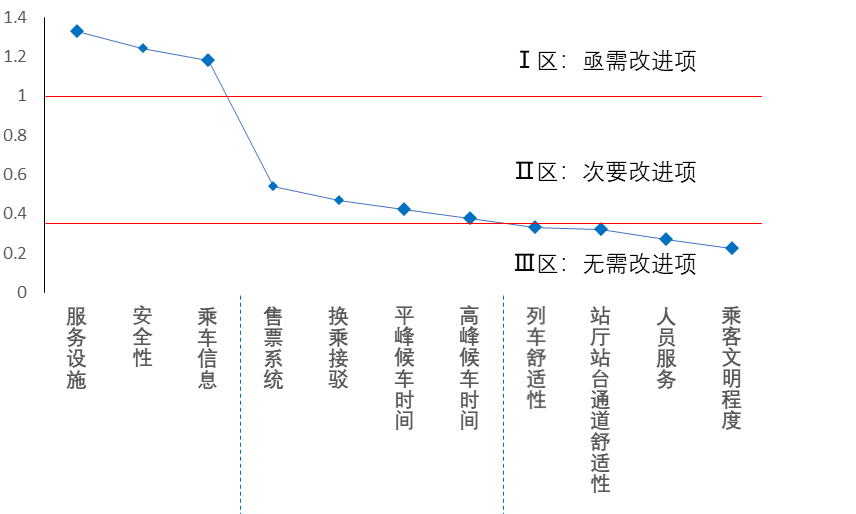 1.4
1.2
1
0.8
0.6
0.4
0.2
0
Ⅰ区：亟需改进项
Ⅱ区：次要改进项
Ⅲ区：无需改进项
服务设施
安全性
乘车信息
售票系统
换乘接驳
平峰候车时间
高峰候车时间
列车舒适性
站厅站台通道舒适性
人员服务
乘客文明程度